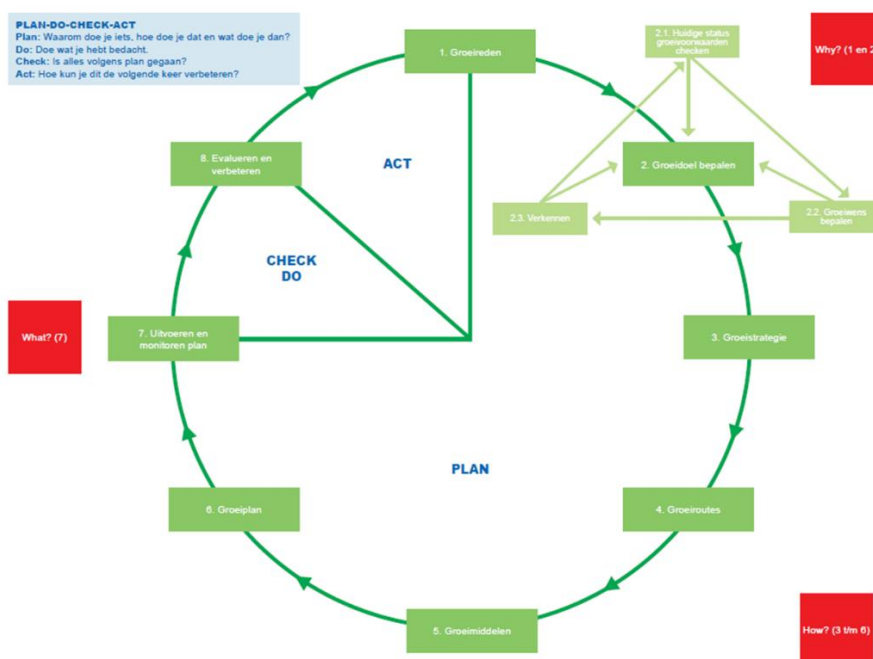 PLAN-DO-CHECK-ACT
Plan: Waarom doe je iets, hoe doe je dat en wat doe je dan?
Do: Doe wat je hebt bedacht.
Check: Is alles volgens plan gegaan?
Act: Hoe kun je dit de volgende keer verbeteren?
1. Groeireden
2.1. Huidige status
groeivoorwaarden
checken
Why? (1 en 2
8. Evalueren en
verbeteren
ACT
2. Groeidoel bepalen
2.3. Verkennen
2.2. Groeiwens
bepalen
CHECK
DO
What? (7)
7. Uitvoeren en
monitoren plan
3. Groeistrategie
PLAN
6. Groeiplan
4. Groeiroutes
5. Groeimiddelen
How? (3 t/m 6)